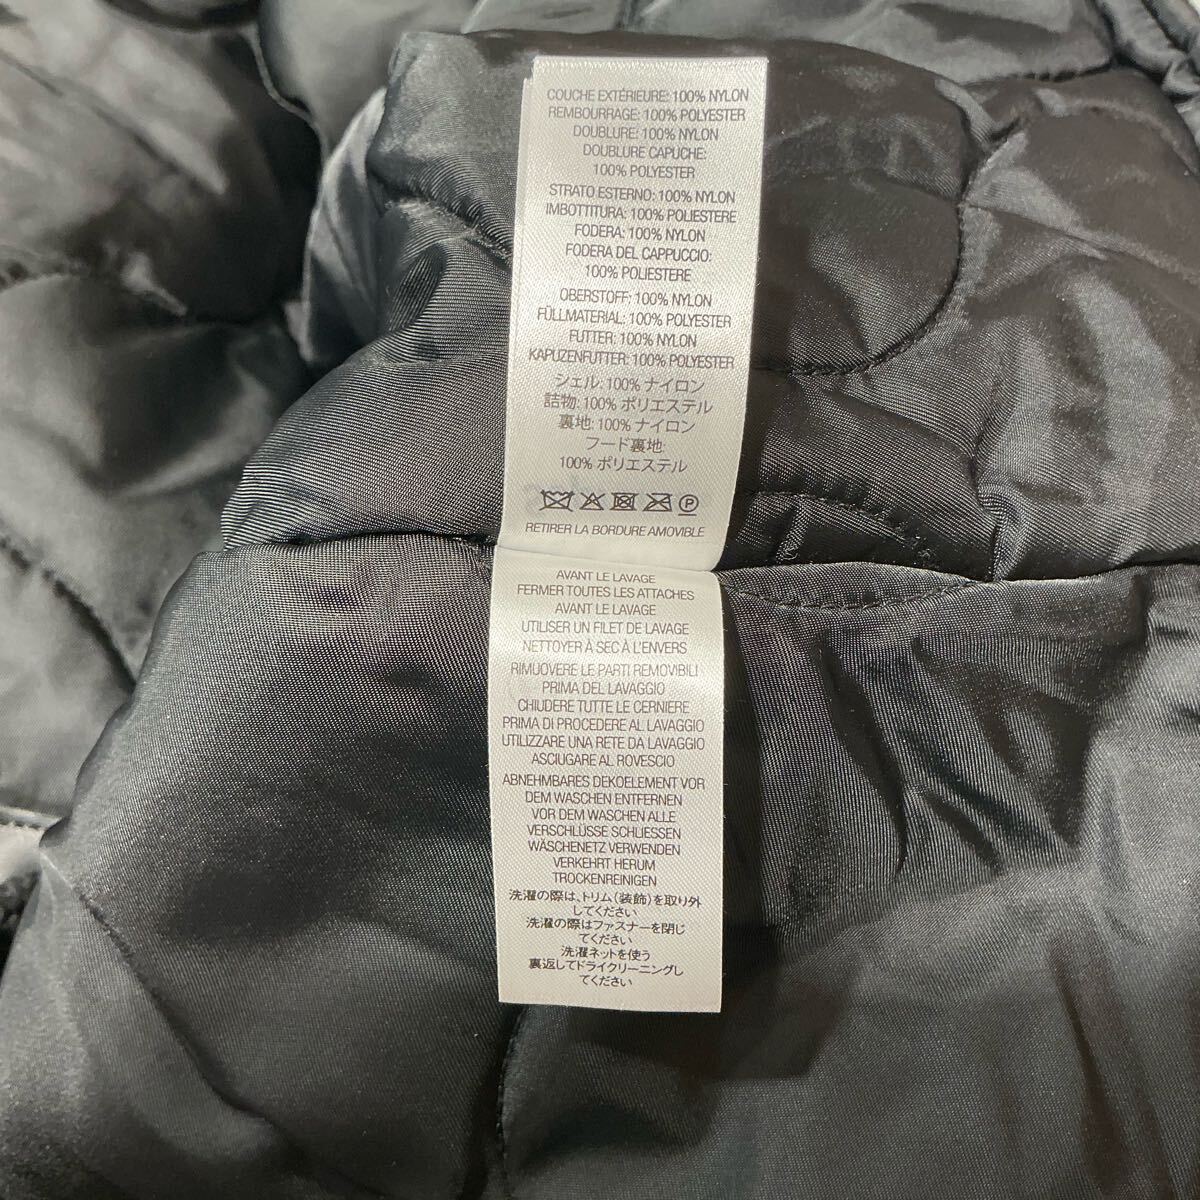 COUCHE EXTÉRIEURE: 100% NYLON
REMBOURRAGE: 100% POLYESTER
DOUBLURE: 100% NYLON
DOUBLURE CAPUCHE:
100% POLYESTER
STRATO ESTERNO: 100% NYLON
IMBOTTITURA: 100% POLIESTERE
FODERA: 100% NYLON
FODERA DEL CAPPUCCIO:
100% POLIESTERE
OBERSTOFF: 100% NYLON
FÜLLMATERIAL: 100% POLYESTER
FUTTER: 100% NYLON
KAPUZENFUTTER: 100% POLYESTER
シェル: 100% ナイロン
詰物: 100% ポリエステル
裏地: 100% ナイロン
フード裏地:
100% ポリエステル
P
RETIRER LA BORDURE AMOVIBLE
AVANT LE LAVAGE
FERMER TOUTES LES ATTACHES
AVANT LE LAVAGE
UTILISER UN FILET DE LAVAGE
NETTOYER À SEC À L'ENVERS
RIMUOVERE LE PARTI REMOVIBILI
PRIMA DEL LAVAGGIO
CHIUDERE TUTTE LE CERNIERE
PRIMA DI PROCEDERE AL LAVAGGIO
UTILIZZARE UNA RETE DA LAVAGGIO
ASCIUGARE AL ROVESCIO
ABNEHMBARES DEKOELEMENT VOR
DEM WASCHEN ENTFERNEN
VOR DEM WASCHEN ALLE
VERSCHLÜSSE SCHLIESSEN
WÄSCHENETZ VERWENDEN
VERKEHRT HERUM
TROCKENREINIGEN
洗濯の際は、トリム(装飾)を取り外
してください
洗濯の際はファスナーを閉じ
てください
洗濯ネットを使う
裏返してドライクリーニングし
てください